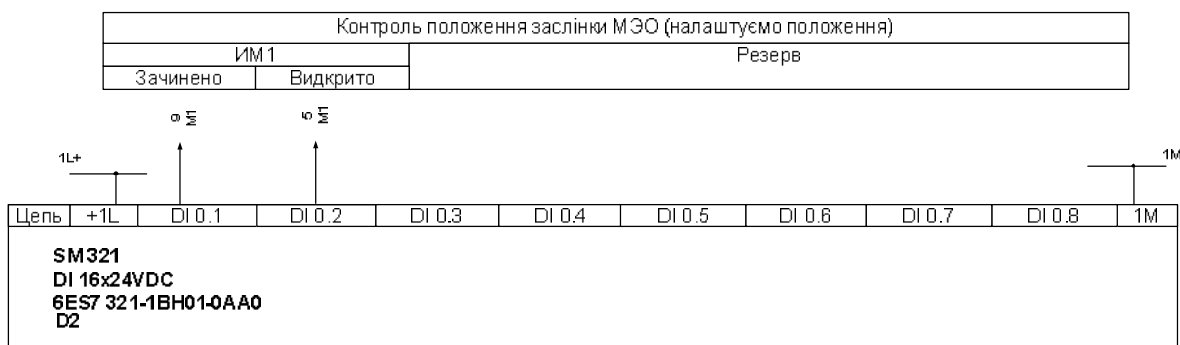 Контроль положення заслінки МЭО (налаштуємо положення)
ИМ1 Резерв
Зачинено Видкрито
9 М1 5 М1
1L+ 1M
Цепь +1L DI 0.1 DI 0.2 DI 0.3 DI 0.4 DI 0.5 DI 0.6 DI 0.7 DI 0.8 1M
SM321
DI 16x24VDC
6ES7 321-1BH01-0AA0
D2